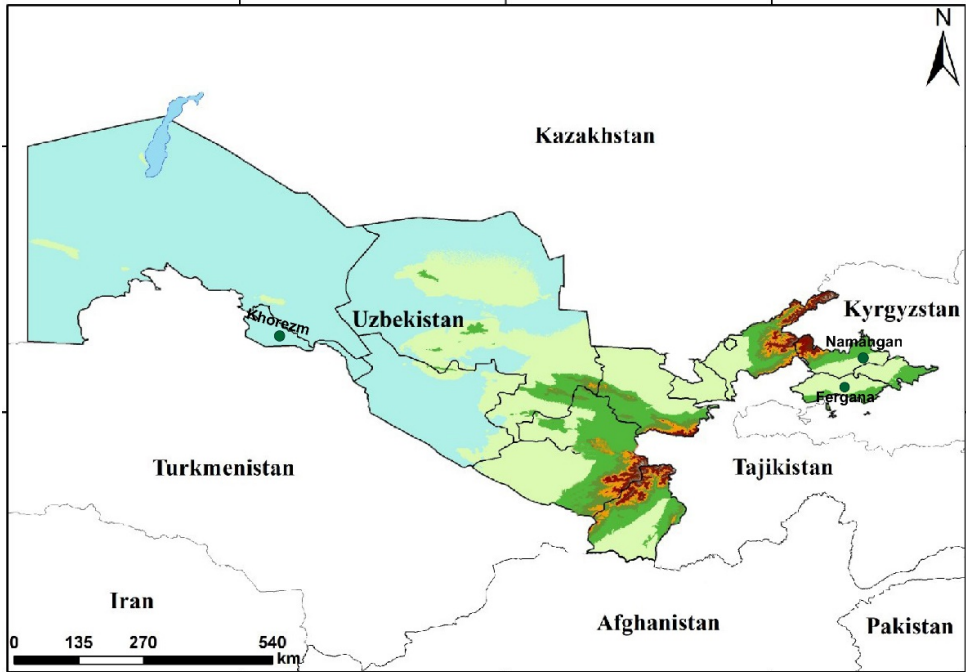 N
Kazakhstan
Kyrgyzstan
Khorezm
Uzbekistan
Namangan
Fergana
Turkmenistan
Tajikistan
Iran
Afghanistan
Pakistan
0 135 270 540
km